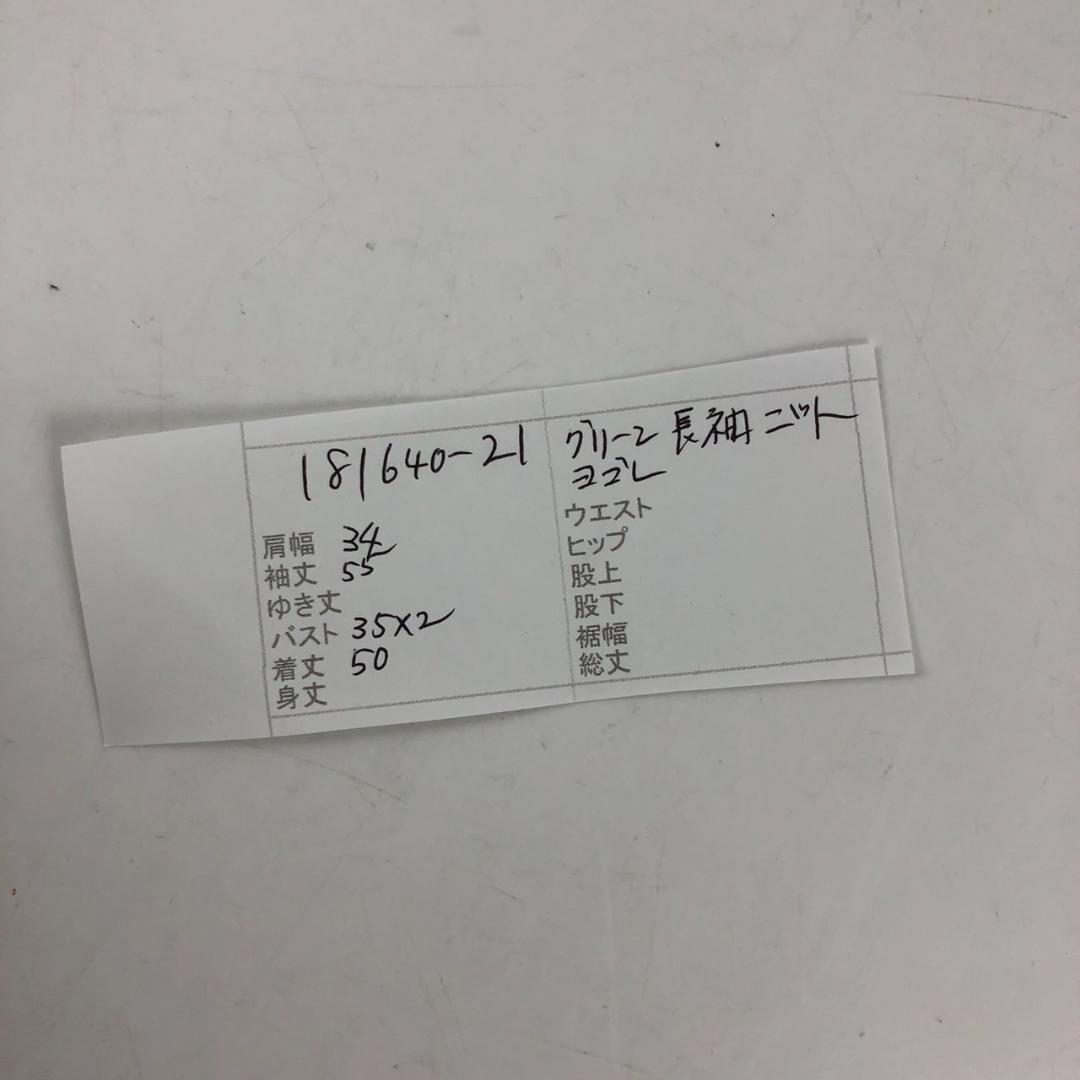 181640-21
肩幅 34
袖丈 55
ゆき丈
バスト 35×2
着丈 50
身丈
グリーン 長袖 ニット
ヨゴレ
ウエスト
ヒップ
股上
股下
裾幅
総丈